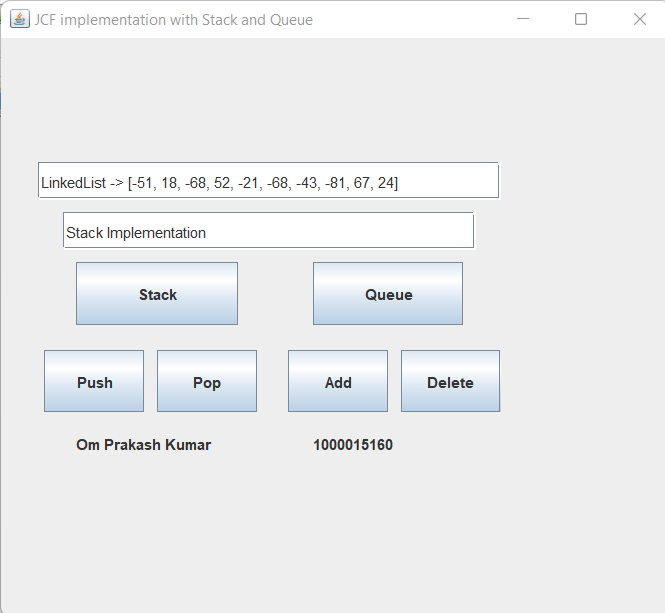 JCF implementation with Stack and Queue
LinkedList -> [-51, 18, -68, 52, -21, -68, -43, -81, 67, 24]
Stack Implementation
Stack Queue
Push Pop Add Delete
Om Prakash Kumar 1000015160